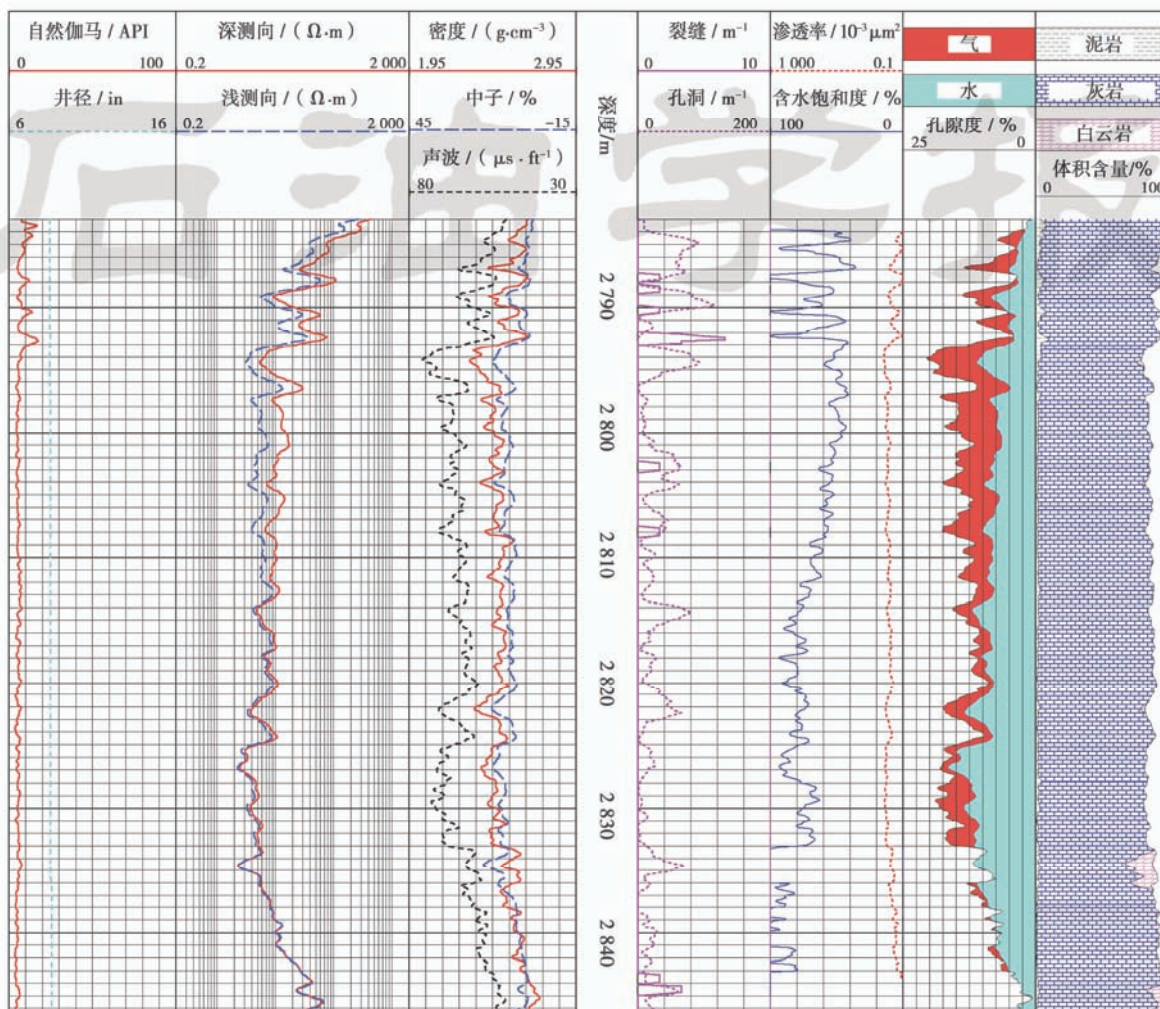 自然伽马 / API
0 100
井径 / in
6 16
深测向 / (Ω·m)
0.2 2 000
浅测向 / (Ω·m)
0.2 2 000
密度 / (g·cm⁻³)
1.95 2.95
中子 / %
45 -15
声波 / (μs · ft⁻¹)
80 30
深度/m
裂缝 / m⁻¹
0 10
孔洞 / m⁻¹
0 200
渗透率 / 10⁻³ μm²
1 000 0.1
含水饱和度 / %
100 0
气
水
孔隙度 / %
25 0
泥岩
灰岩
白云岩
体积含量/%
0 100
2 790
2 800
2 810
2 820
2 830
2 840
石油学报